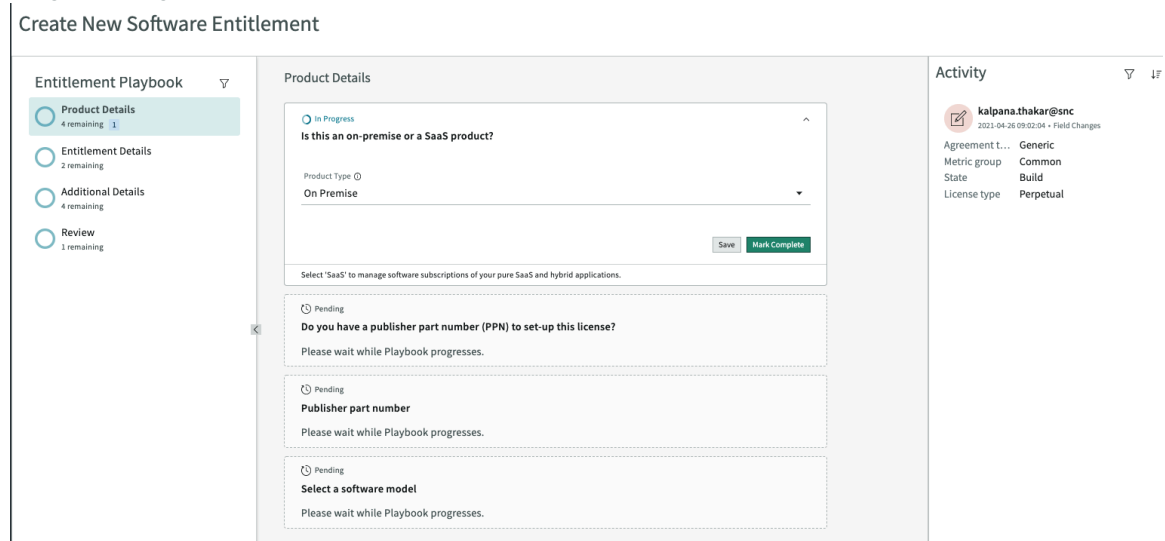 Create New Software Entitlement
Entitlement Playbook
Product Details
4 remaining 1
Entitlement Details
2 remaining
Additional Details
4 remaining
Review
1 remaining
Product Details
In Progress
Is this an on-premise or a SaaS product?
Product Type
On Premise
Save Mark Complete
Select 'SaaS' to manage software subscriptions of your pure SaaS and hybrid applications.
Pending
Do you have a publisher part number (PPN) to set-up this license?
Please wait while Playbook progresses.
Pending
Publisher part number
Please wait while Playbook progresses.
Pending
Select a software model
Please wait while Playbook progresses.
Activity
kalpana.thakar@snc
2021-04-26 09:02:04 • Field Changes
Agreement t... Generic
Metric group Common
State Build
License type Perpetual